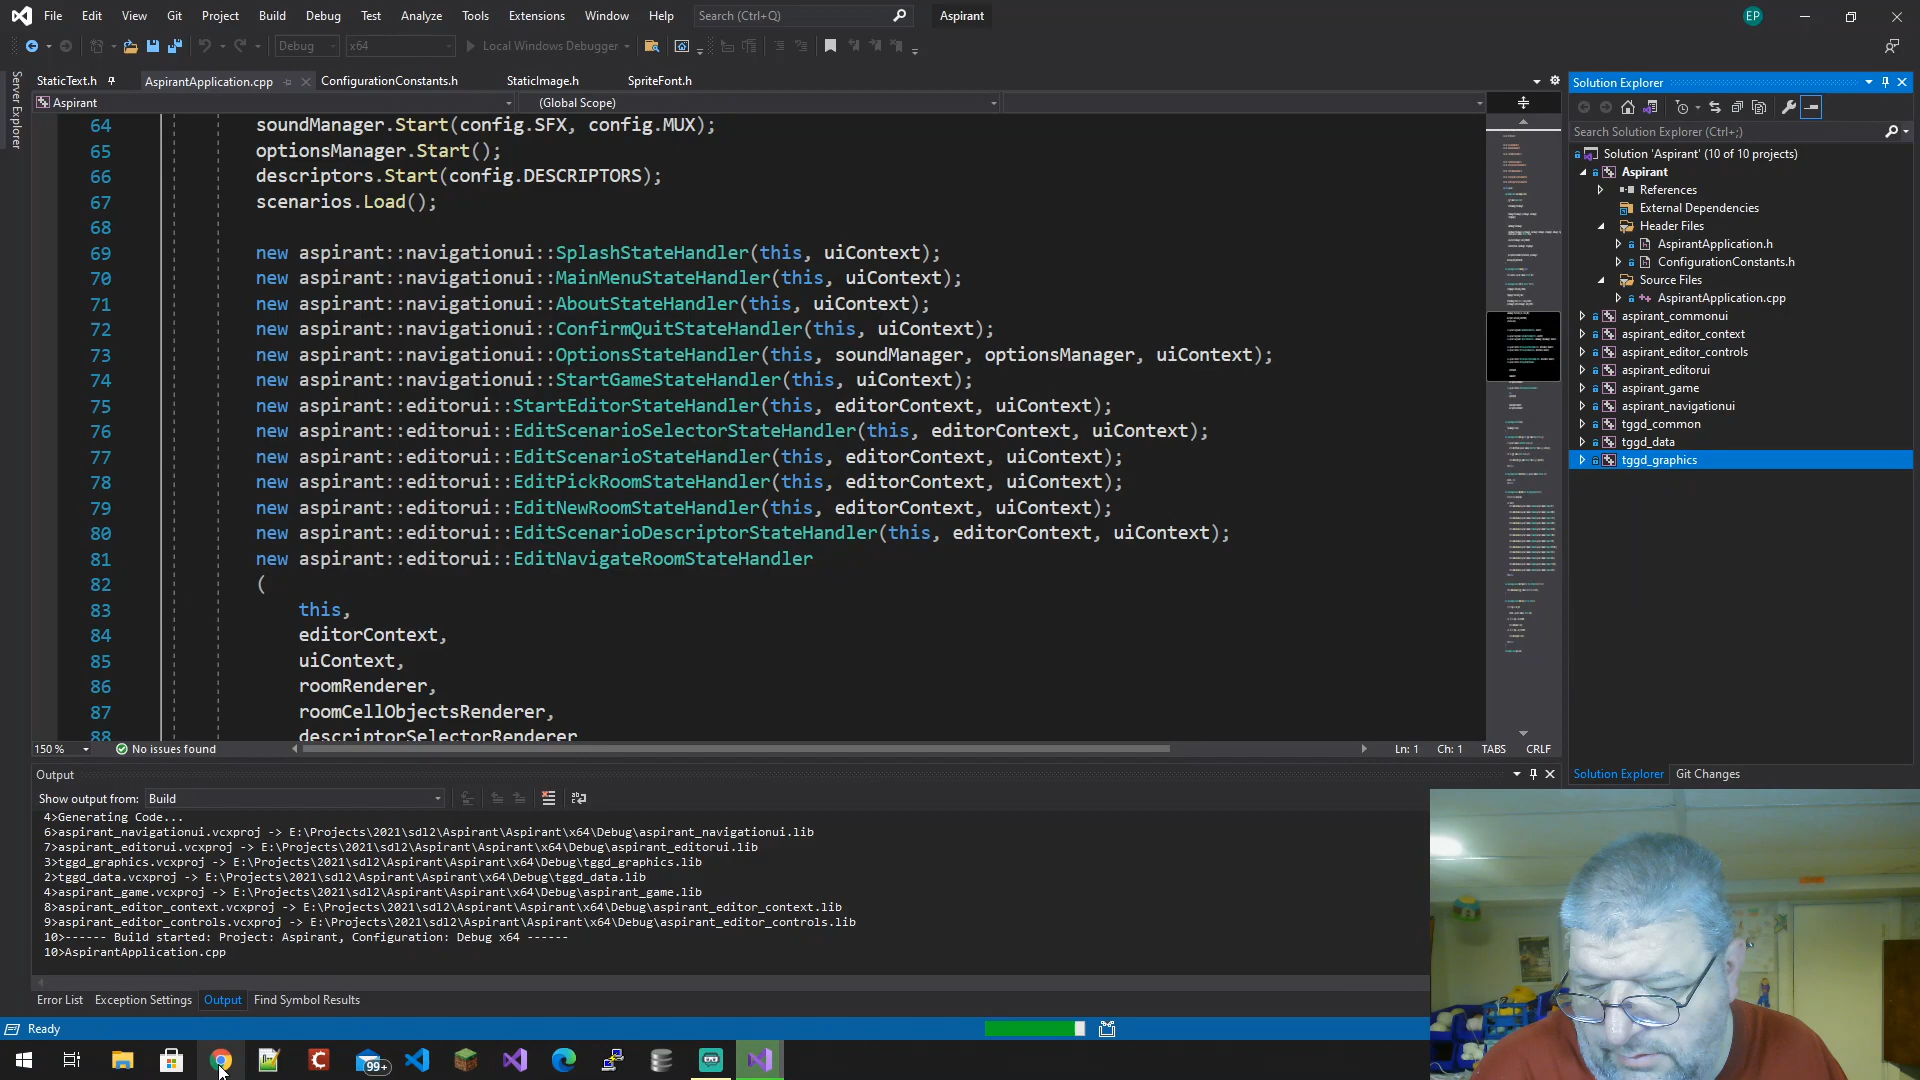 File Edit View Git Project Build Debug Test Analyze Tools Extensions Window Help Search (Ctrl+Q) Aspirant EP
Debug x64 Local Windows Debugger
Server Explorer
StaticText.h AspirantApplication.cpp ConfigurationConstants.h StaticImage.h SpriteFont.h
Aspirant (Global Scope)
64 soundManager.Start(config.SFX, config.MUX);
65 optionsManager.Start();
66 descriptors.Start(config.DESCRIPTORS);
67 scenarios.Load();
68
69 new aspirant::navigationui::SplashStateHandler(this, uiContext);
70 new aspirant::navigationui::MainMenuStateHandler(this, uiContext);
71 new aspirant::navigationui::AboutStateHandler(this, uiContext);
72 new aspirant::navigationui::ConfirmQuitStateHandler(this, uiContext);
73 new aspirant::navigationui::OptionsStateHandler(this, soundManager, optionsManager, uiContext);
74 new aspirant::navigationui::StartGameStateHandler(this, uiContext);
75 new aspirant::editorui::StartEditorStateHandler(this, editorContext, uiContext);
76 new aspirant::editorui::EditScenarioSelectorStateHandler(this, editorContext, uiContext);
77 new aspirant::editorui::EditScenarioStateHandler(this, editorContext, uiContext);
78 new aspirant::editorui::EditPickRoomStateHandler(this, editorContext, uiContext);
79 new aspirant::editorui::EditNewRoomStateHandler(this, editorContext, uiContext);
80 new aspirant::editorui::EditScenarioDescriptorStateHandler(this, editorContext, uiContext);
81 new aspirant::editorui::EditNavigateRoomStateHandler
82 (
83 this,
84 editorContext,
85 uiContext,
86 roomRenderer,
87 roomCellObjectsRenderer,
88 descriptorSelectorRenderer
150 % No issues found Ln: 1 Ch: 1 TABS CRLF
Output
Show output from: Build
4>Generating Code...
6>aspirant_navigationui.vcxproj -> E:\Projects\2021\sdl2\Aspirant\Aspirant\x64\Debug\aspirant_navigationui.lib
7>aspirant_editorui.vcxproj -> E:\Projects\2021\sdl2\Aspirant\Aspirant\x64\Debug\aspirant_editorui.lib
3>tggd_graphics.vcxproj -> E:\Projects\2021\sdl2\Aspirant\Aspirant\x64\Debug\tggd_graphics.lib
2>tggd_data.vcxproj -> E:\Projects\2021\sdl2\Aspirant\Aspirant\x64\Debug\tggd_data.lib
4>aspirant_game.vcxproj -> E:\Projects\2021\sdl2\Aspirant\Aspirant\x64\Debug\aspirant_game.lib
8>aspirant_editor_context.vcxproj -> E:\Projects\2021\sdl2\Aspirant\Aspirant\x64\Debug\aspirant_editor_context.lib
9>aspirant_editor_controls.vcxproj -> E:\Projects\2021\sdl2\Aspirant\Aspirant\x64\Debug\aspirant_editor_controls.lib
10>------ Build started: Project: Aspirant, Configuration: Debug x64 ------
10>AspirantApplication.cpp
Error List Exception Settings Output Find Symbol Results
Ready
Solution Explorer
Search Solution Explorer (Ctrl+;)
Solution 'Aspirant' (10 of 10 projects)
Aspirant
References
External Dependencies
Header Files
AspirantApplication.h
ConfigurationConstants.h
Source Files
AspirantApplication.cpp
aspirant_commonui
aspirant_editor_context
aspirant_editor_controls
aspirant_editorui
aspirant_game
aspirant_navigationui
tggd_common
tggd_data
tggd_graphics
Solution Explorer Git Changes
99+